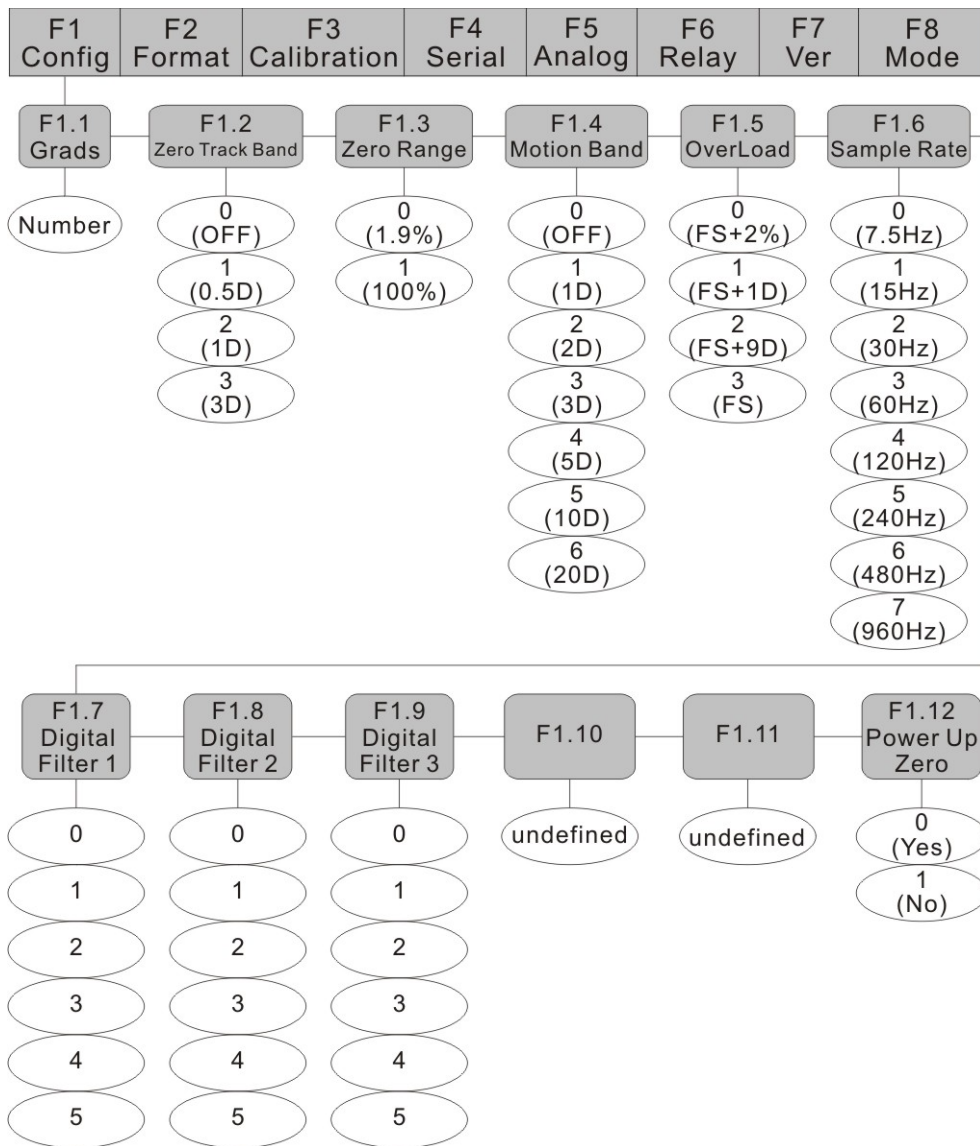 F1 F2 F3 F4 F5 F6 F7 F8
Config Format Calibration Serial Analog Relay Ver Mode
F1.1 F1.2 F1.3 F1.4 F1.5 F1.6
Grads Zero Track Band Zero Range Motion Band OverLoad Sample Rate
Number
0 0 0 0 0
(OFF) (1.9%) (OFF) (FS+2%) (7.5Hz)
1 1 1 1 1
(0.5D) (100%) (1D) (FS+1D) (15Hz)
2 2 2 2
(1D) (2D) (FS+9D) (30Hz)
3 3 3 3
(3D) (3D) (FS) (60Hz)
4 4
(5D) (120Hz)
5 5
(10D) (240Hz)
6 6
(20D) (480Hz)
7
(960Hz)
F1.7 F1.8 F1.9 F1.10 F1.11 F1.12
Digital Digital Digital Power Up
Filter 1 Filter 2 Filter 3 Zero
0 0 0 undefined undefined 0
(Yes)
1 1 1 1
(No)
2 2 2
3 3 3
4 4 4
5 5 5